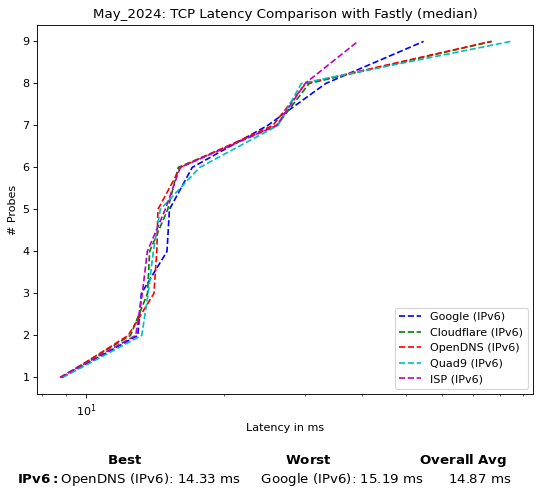 May_2024: TCP Latency Comparison with Fastly (median)
9
8
7
6
5
4
3
2
1
# Probes
Google (IPv6)
Cloudflare (IPv6)
OpenDNS (IPv6)
Quad9 (IPv6)
ISP (IPv6)
10¹
Latency in ms
Best Worst Overall Avg
IPv6: OpenDNS (IPv6): 14.33 ms Google (IPv6): 15.19 ms 14.87 ms